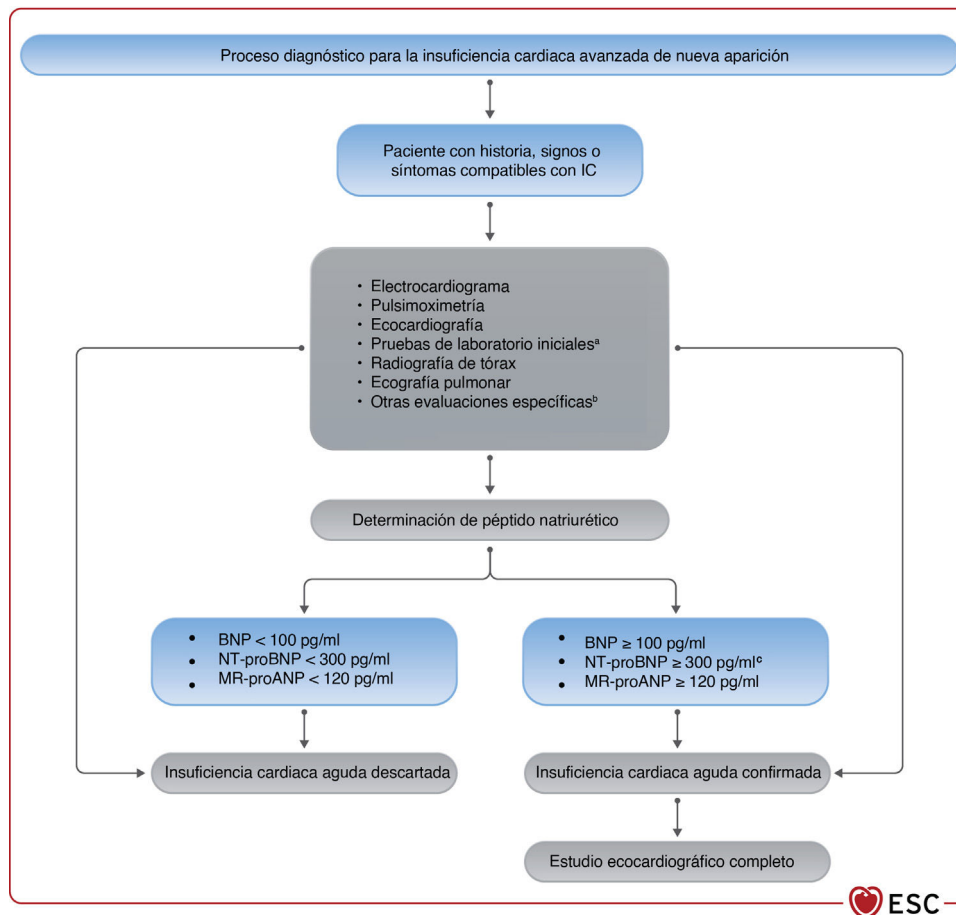 Proceso diagnóstico para la insuficiencia cardiaca avanzada de nueva aparición
Paciente con historia, signos o
síntomas compatibles con IC
• Electrocardiograma
• Pulsimoximetría
• Ecocardiografía
• Pruebas de laboratorio inicialesᵃ
• Radiografía de tórax
• Ecografía pulmonar
• Otras evaluaciones específicasᵇ
Determinación de péptido natriurético
• BNP < 100 pg/ml
• NT-proBNP < 300 pg/ml
• MR-proANP < 120 pg/ml
• BNP ≥ 100 pg/ml
• NT-proBNP ≥ 300 pg/mlᶜ
• MR-proANP ≥ 120 pg/ml
Insuficiencia cardiaca aguda descartada
Insuficiencia cardiaca aguda confirmada
Estudio ecocardiográfico completo
ESC